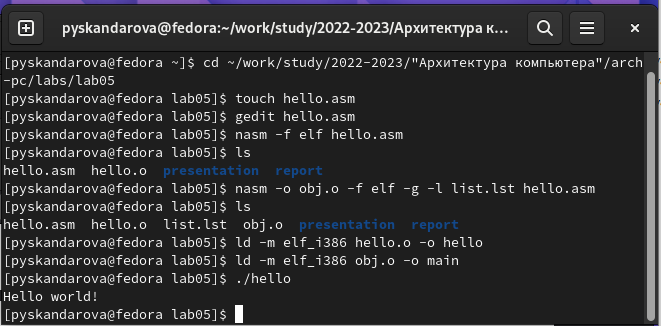 pyskandarova@fedora:~/work/study/2022-2023/Архитектура к...
[pyskandarova@fedora ~]$ cd ~/work/study/2022-2023/"Архитектура компьютера"/arch
-pc/labs/lab05
[pyskandarova@fedora lab05]$ touch hello.asm
[pyskandarova@fedora lab05]$ gedit hello.asm
[pyskandarova@fedora lab05]$ nasm -f elf hello.asm
[pyskandarova@fedora lab05]$ ls
hello.asm  hello.o  presentation  report
[pyskandarova@fedora lab05]$ nasm -o obj.o -f elf -g -l list.lst hello.asm
[pyskandarova@fedora lab05]$ ls
hello.asm  hello.o  list.lst  obj.o  presentation  report
[pyskandarova@fedora lab05]$ ld -m elf_i386 hello.o -o hello
[pyskandarova@fedora lab05]$ ld -m elf_i386 obj.o -o main
[pyskandarova@fedora lab05]$ ./hello
Hello world!
[pyskandarova@fedora lab05]$